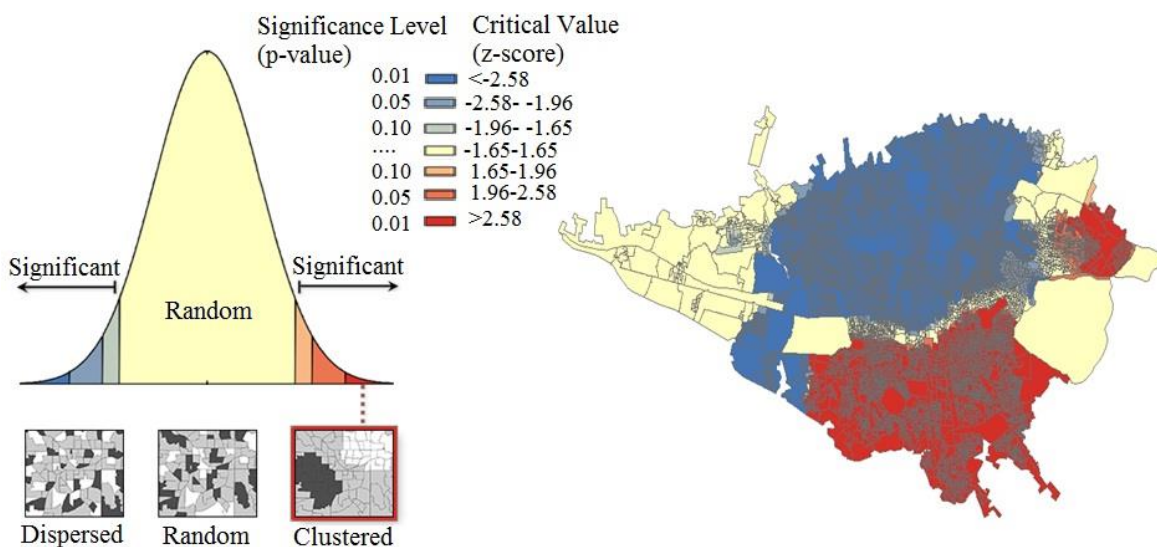 Significance Level Critical Value
(p-value) (z-score)
0.01 <-2.58
0.05 -2.58- -1.96
0.10 -1.96- -1.65
.... -1.65-1.65
0.10 1.65-1.96
0.05 1.96-2.58
0.01 >2.58
Significant Significant
Random
Dispersed Random Clustered